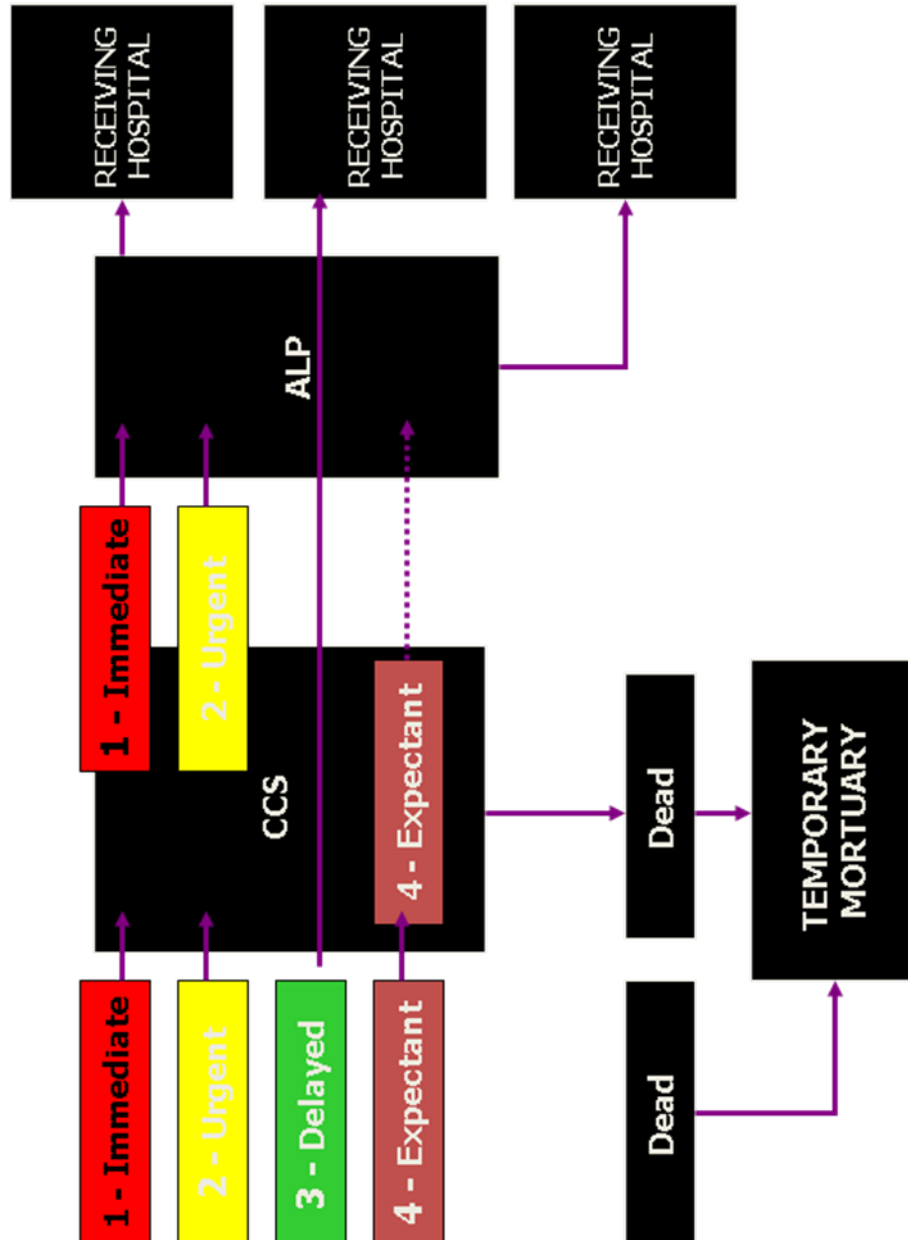 1 - Immediate
1 - Immediate
RECEIVING
HOSPITAL
2 - Urgent
2 - Urgent
3 - Delayed
CCS
ALP
RECEIVING
HOSPITAL
4 - Expectant
4 - Expectant
RECEIVING
HOSPITAL
Dead
Dead
TEMPORARY
MORTUARY